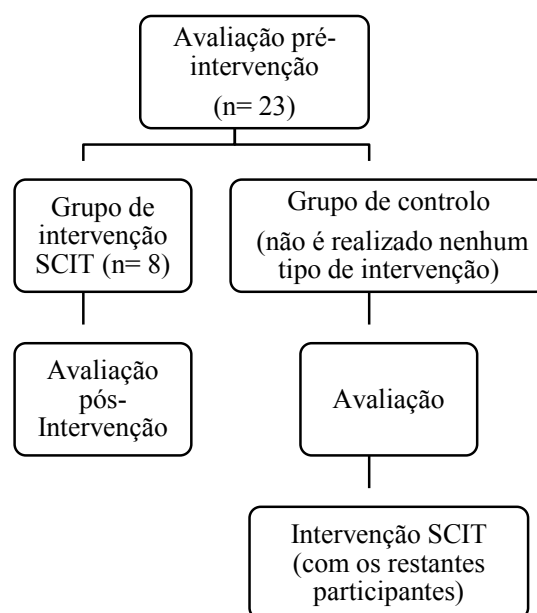 Avaliação pré-
intervenção
(n= 23)
Grupo de
intervenção
SCIT (n= 8)
Grupo de controlo
(não é realizado nenhum
tipo de intervenção)
Avaliação
pós-
Intervenção
Avaliação
Intervenção SCIT
(com os restantes
participantes)